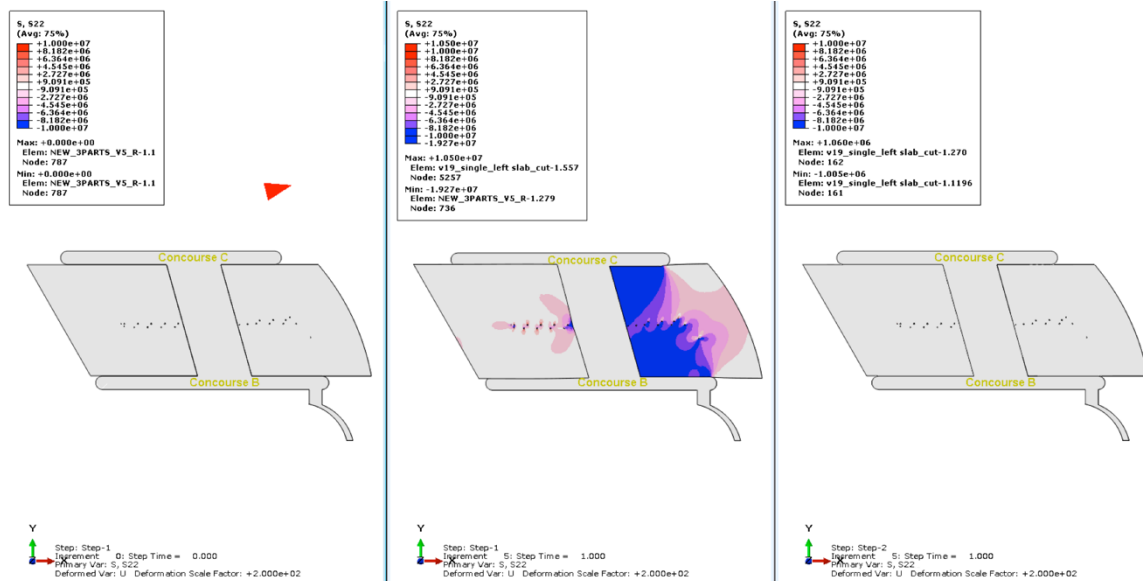 S, S22
(Avg: 75%)
+1.000e+07
+8.182e+06
+6.364e+06
+4.545e+06
+2.727e+06
+9.091e+05
-9.091e+05
-2.727e+06
-4.545e+06
-6.364e+06
-8.182e+06
-1.000e+07
Max: +0.000e+00
Elem: NEW_3PARTS_V5_R-1.1
Node: 787
Min: +0.000e+00
Elem: NEW_3PARTS_V5_R-1.1
Node: 787
Concourse C
Concourse B
Y
X
Step: Step-1
Increment 0: Step Time = 0.000
Primary Var: S, S22
Deformed Var: U Deformation Scale Factor: +2.000e+02
S, S22
(Avg: 75%)
+1.050e+07
+1.000e+07
+8.182e+06
+6.364e+06
+4.545e+06
+2.727e+06
+9.091e+05
-9.091e+05
-2.727e+06
-4.545e+06
-6.364e+06
-8.182e+06
-1.000e+07
-1.927e+07
Max: +1.050e+07
Elem: v19_single_left slab_cut-1.557
Node: 5257
Min: -1.927e+07
Elem: NEW_3PARTS_V5_R-1.279
Node: 736
Concourse C
Concourse B
Y
X
Step: Step-1
Increment 5: Step Time = 1.000
Primary Var: S, S22
Deformed Var: U Deformation Scale Factor: +2.000e+02
S, S22
(Avg: 75%)
+1.000e+07
+8.182e+06
+6.364e+06
+4.545e+06
+2.727e+06
+9.091e+05
-9.091e+05
-2.727e+06
-4.545e+06
-6.364e+06
-8.182e+06
-1.000e+07
Max: +1.060e+06
Elem: v19_single_left slab_cut-1.270
Node: 162
Min: -1.005e+06
Elem: v19_single_left slab_cut-1.1196
Node: 161
Concourse C
Concourse B
Y
X
Step: Step-2
Increment 5: Step Time = 1.000
Primary Var: S, S22
Deformed Var: U Deformation Scale Factor: +2.000e+02